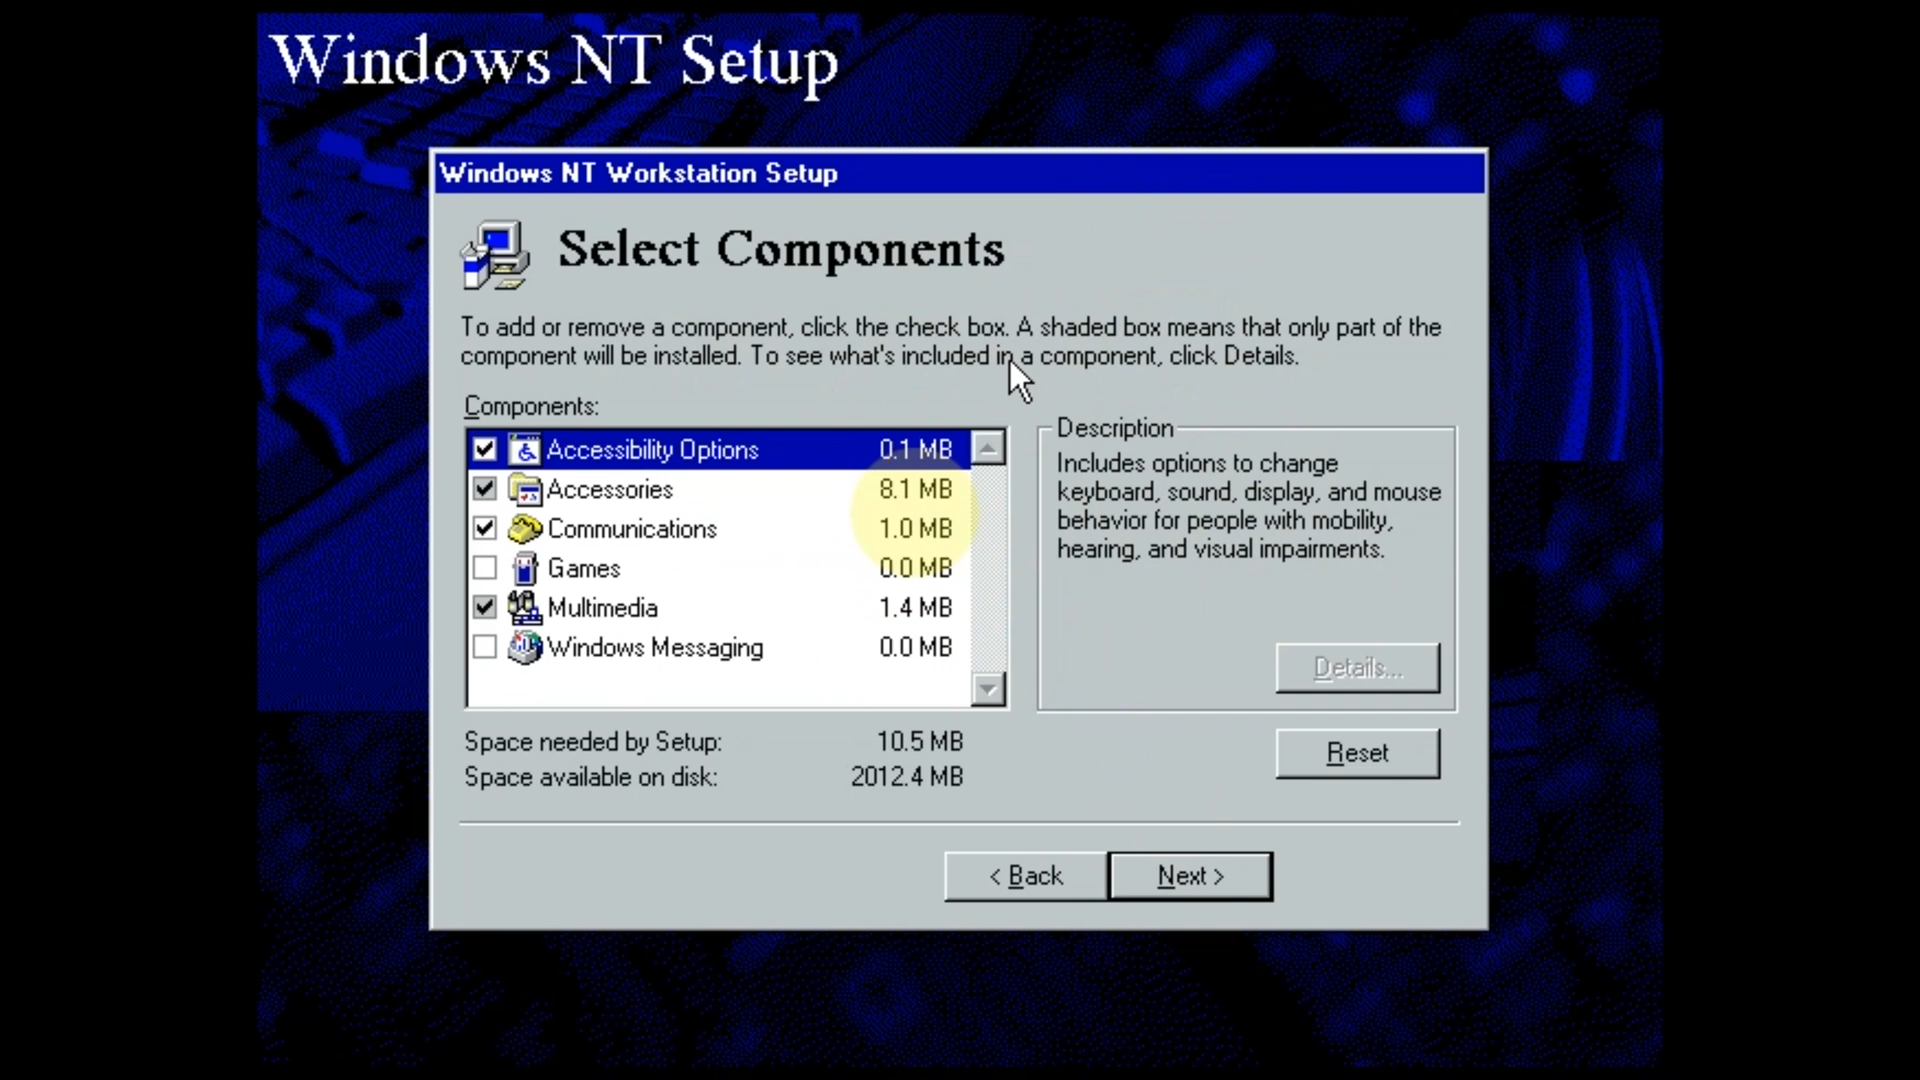 Windows NT Setup
Windows NT Workstation Setup
Select Components
To add or remove a component, click the check box. A shaded box means that only part of the
component will be installed. To see what's included in a component, click Details.
Components:
Accessibility Options 0.1 MB
Accessories 8.1 MB
Communications 1.0 MB
Games 0.0 MB
Multimedia 1.4 MB
Windows Messaging 0.0 MB
Description
Includes options to change
keyboard, sound, display, and mouse
behavior for people with mobility,
hearing, and visual impairments.
Details...
Space needed by Setup: 10.5 MB
Space available on disk: 2012.4 MB
Reset
< Back
Next >